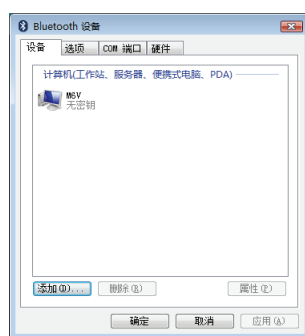 Bluetooth 设备
设备 选项 COM 端口 硬件
计算机(工作站、服务器、便携式电脑、PDA)
M6V
无密钥
添加(D)... 删除(R) 属性(P)
确定 取消 应用(A)